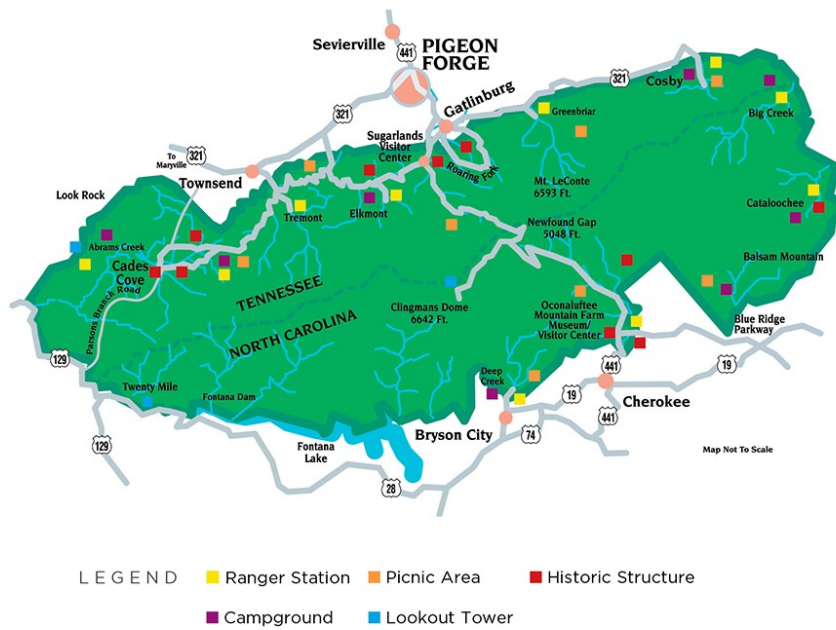 Sevierville
441
PIGEON
FORGE
321
Gatlinburg
321
Cosby
Greenbriar
Big Creek
To
Maryville
321
Sugarlands
Visitor
Center
Roaring Fork
Townsend
Look Rock
Mt. LeConte
6593 Ft.
Cataloochee
Tremont
Elkmont
Abrams Creek
Newfound Gap
5048 Ft.
Balsam Mountain
Cades
Cove
TENNESSEE
NORTH CAROLINA
Clingmans Dome
6642 Ft.
Oconaluftee
Mountain Farm
Museum/
Visitor Center
Blue Ridge
Parkway
Parsons Branch Road
129
Twenty Mile
Fontana Dam
Deep
Creek
441
19
19
Cherokee
441
Bryson City
74
129
Fontana
Lake
28
Map Not To Scale
LEGEND
Ranger Station
Picnic Area
Historic Structure
Campground
Lookout Tower